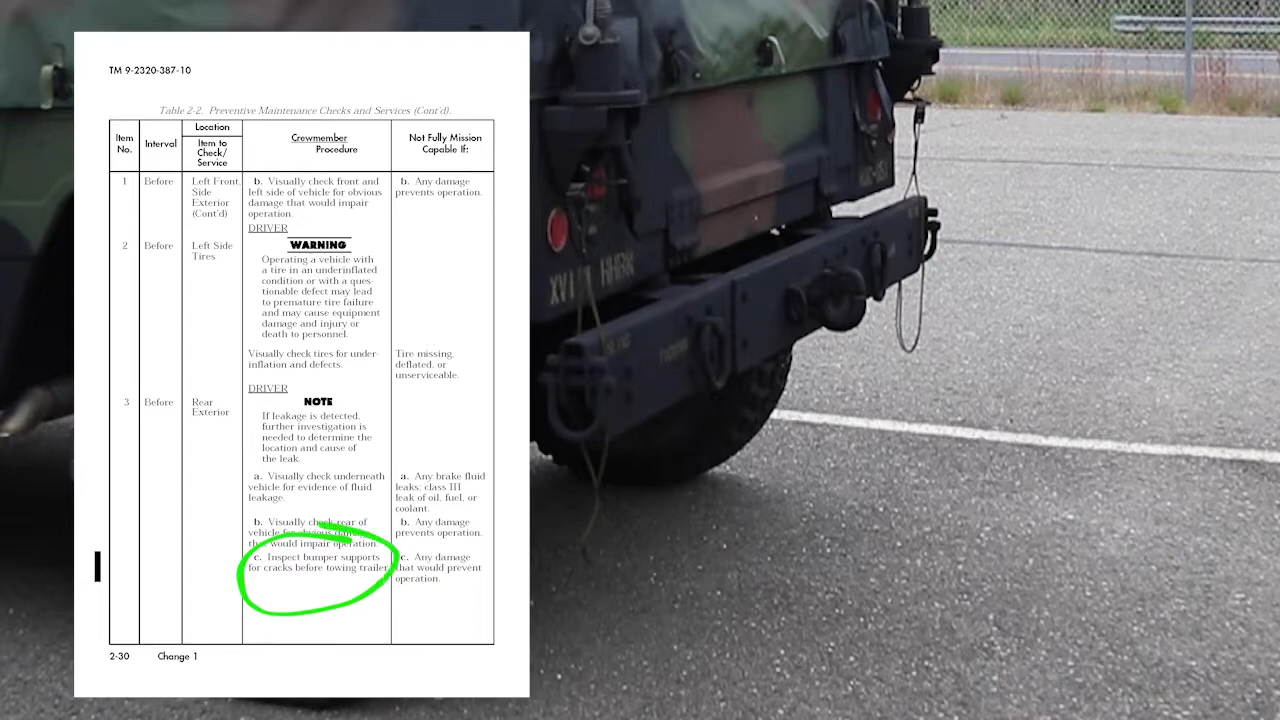 TM 9-2320-387-10
Table 2-2. Preventive Maintenance Checks and Services (Cont'd).
Item
No.
Interval
Location
Item to
Check/
Service
Crewmember
Procedure
Not Fully Mission
Capable If:
1
Before
Left Front,
Side
Exterior
(Cont'd)
b. Visually check front and
left side of vehicle for obvious
damage that would impair
operation.
b. Any damage
prevents operation.
DRIVER
2
Before
Left Side
Tires
WARNING
Operating a vehicle with
a tire in an underinflated
condition or with a ques-
tionable defect may lead
to premature tire failure
and may cause equipment
damage and injury or
death to personnel.
Visually check tires for under-
inflation and defects.
Tire missing,
deflated, or
unserviceable.
DRIVER
3
Before
Rear
Exterior
NOTE
If leakage is detected,
further investigation is
needed to determine the
location and cause of
the leak.
a. Visually check underneath
vehicle for evidence of fluid
leakage.
a. Any brake fluid
leaks; class III
leak of oil, fuel, or
coolant.
b. Visually check rear of
vehicle for obvious damage
that would impair operation.
b. Any damage
prevents operation.
c. Inspect bumper supports
for cracks before towing trailer.
c. Any damage
that would prevent
operation.
2-30 Change 1